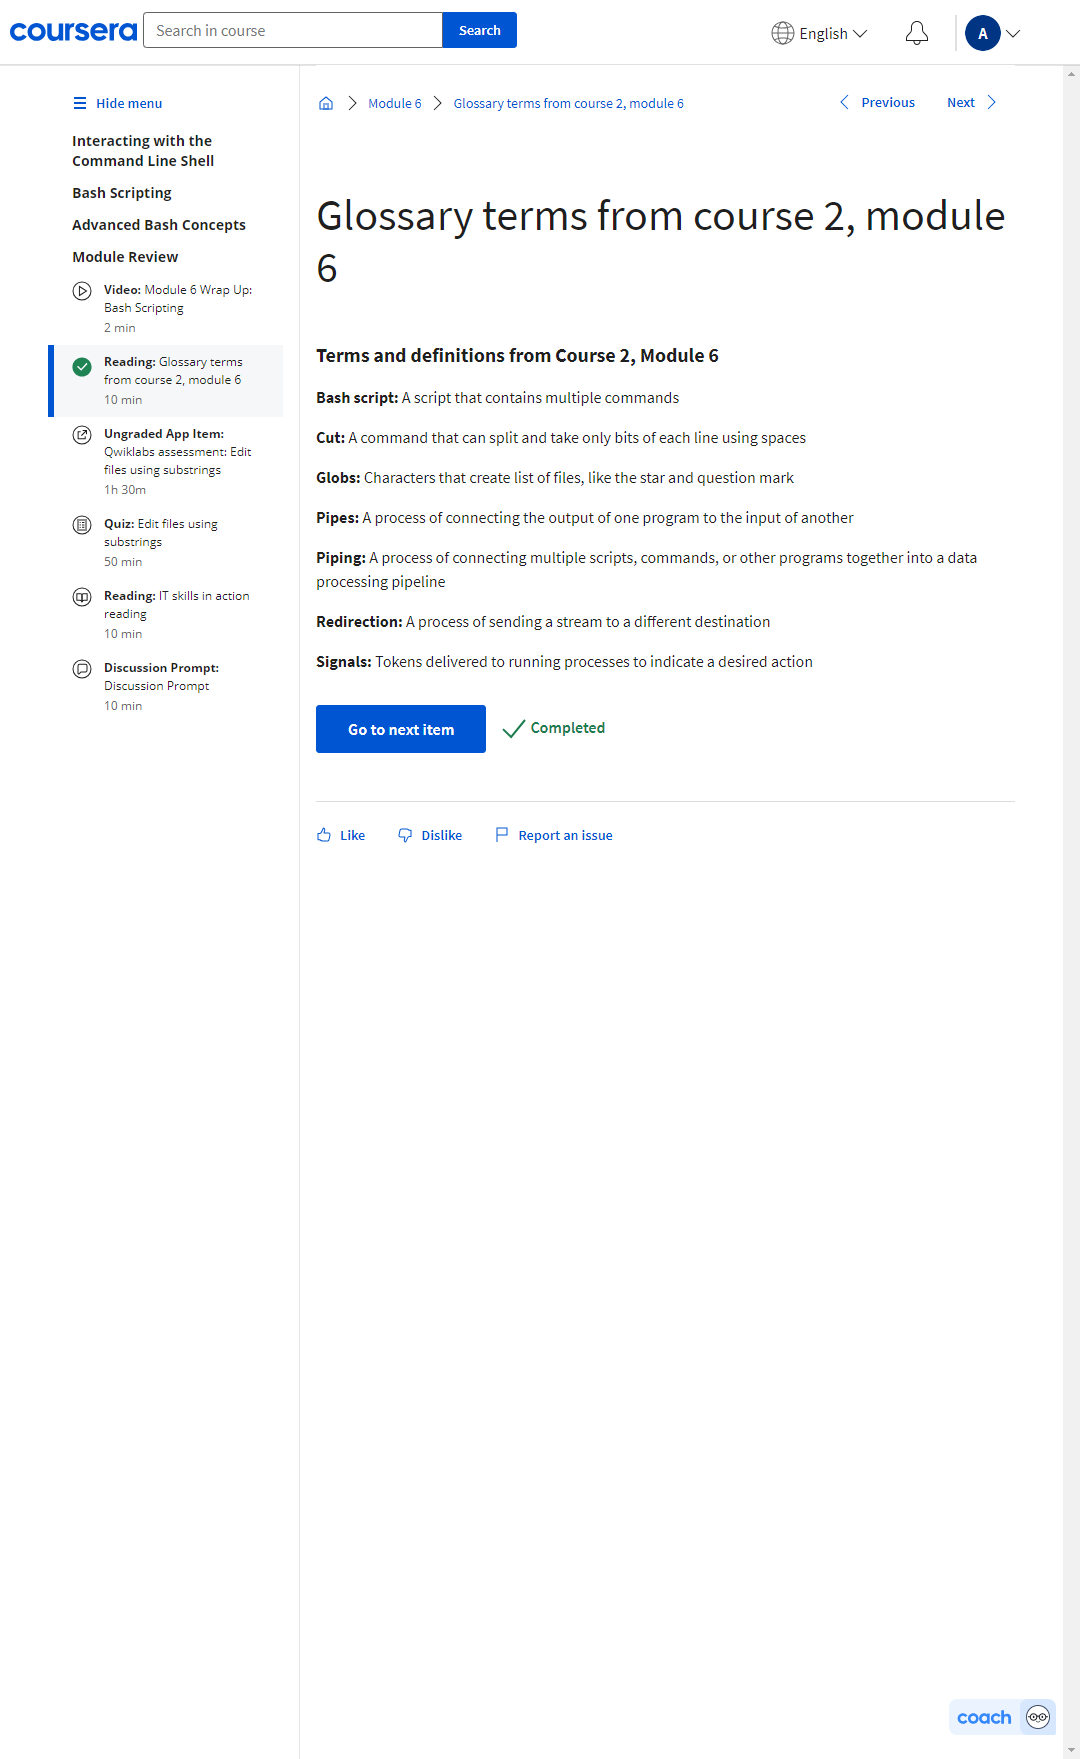 coursera
Search in course
Search
English
A
Hide menu
Interacting with the
Command Line Shell
Bash Scripting
Advanced Bash Concepts
Module Review
Video: Module 6 Wrap Up:
Bash Scripting
2 min
Reading: Glossary terms
from course 2, module 6
10 min
Ungraded App Item:
Qwiklabs assessment: Edit
files using substrings
1h 30m
Quiz: Edit files using
substrings
50 min
Reading: IT skills in action
reading
10 min
Discussion Prompt:
Discussion Prompt
10 min
Module 6
Glossary terms from course 2, module 6
Previous
Next
Glossary terms from course 2, module
6
Terms and definitions from Course 2, Module 6
Bash script: A script that contains multiple commands
Cut: A command that can split and take only bits of each line using spaces
Globs: Characters that create list of files, like the star and question mark
Pipes: A process of connecting the output of one program to the input of another
Piping: A process of connecting multiple scripts, commands, or other programs together into a data
processing pipeline
Redirection: A process of sending a stream to a different destination
Signals: Tokens delivered to running processes to indicate a desired action
Go to next item
Completed
Like
Dislike
Report an issue
coach